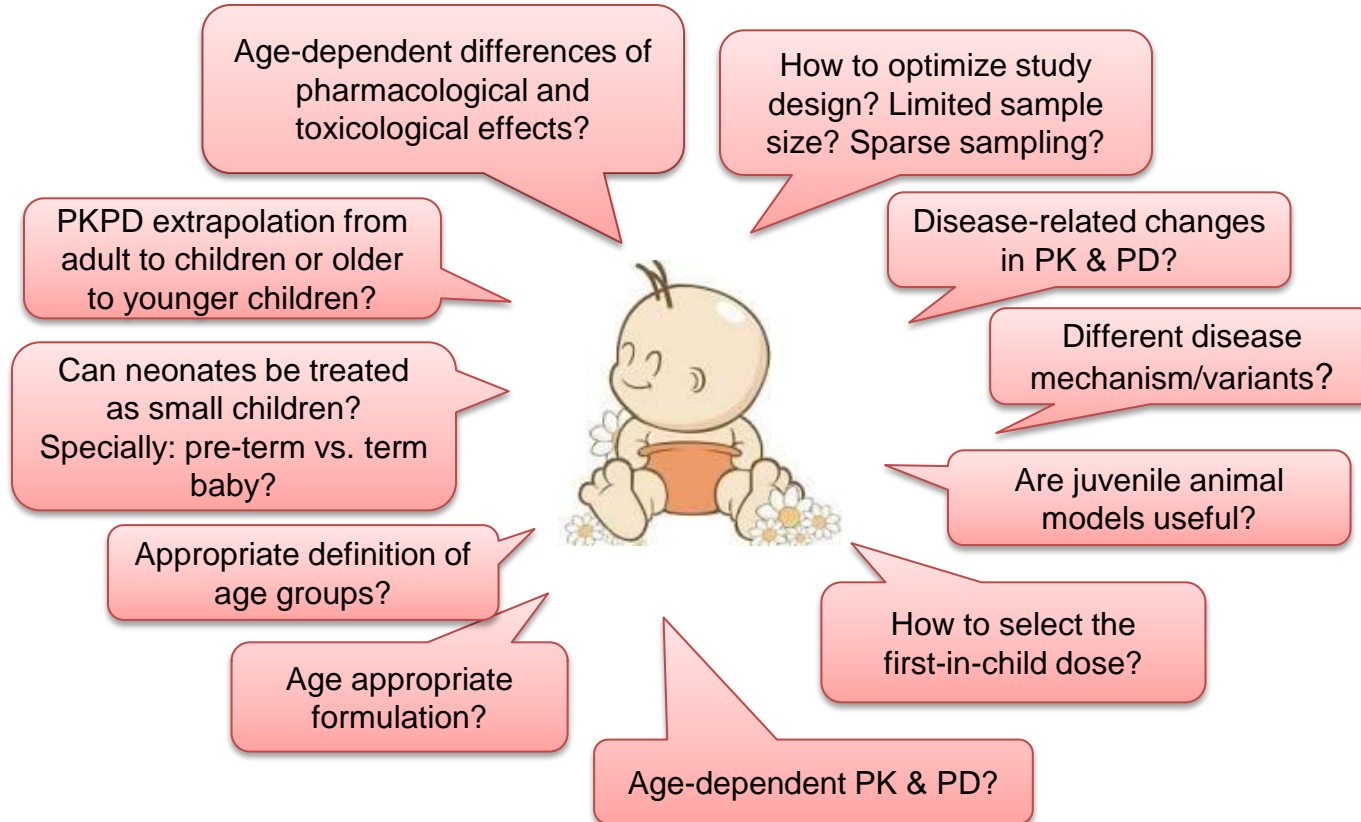 Age-dependent differences of
pharmacological and
toxicological effects?
How to optimize study
design? Limited sample
size? Sparse sampling?
PKPD extrapolation from
adult to children or older
to younger children?
Disease-related changes
in PK & PD?
Different disease
mechanism/variants?
Can neonates be treated
as small children?
Specially: pre-term vs. term
baby?
Are juvenile animal
models useful?
Appropriate definition of
age groups?
How to select the
first-in-child dose?
Age appropriate
formulation?
Age-dependent PK & PD?